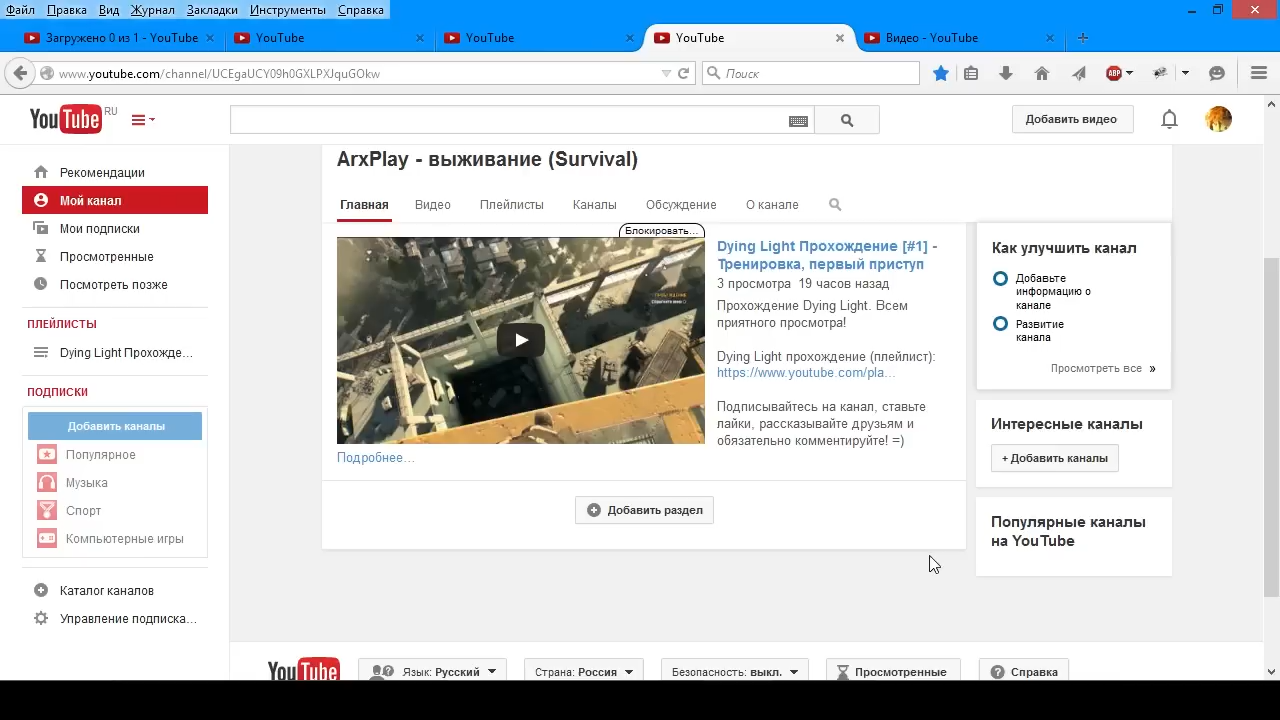 Файл Правка Вид Журнал Закладки Инструменты Справка
Загружено 0 из 1 - YouTube
YouTube
YouTube
YouTube
Видео - YouTube
www.youtube.com/channel/UCEgaUCY09h0GXLPXJquGOkw
Поиск
ABP
YouTube RU
Добавить видео
Рекомендации
Мой канал
Мои подписки
Просмотренные
Посмотреть позже
ПЛЕЙЛИСТЫ
Dying Light Прохожде...
ПОДПИСКИ
Добавить каналы
Популярное
Музыка
Спорт
Компьютерные игры
Каталог каналов
Управление подписка...
ArxPlay - выживание (Survival)
Главная Видео Плейлисты Каналы Обсуждение О канале
Блокировать...
Dying Light Прохождение [#1] -
Тренировка, первый приступ
3 просмотра 19 часов назад
Прохождение Dying Light. Всем
приятного просмотра!
Dying Light прохождение (плейлист):
https://www.youtube.com/pla...
Подписывайтесь на канал, ставьте
лайки, рассказывайте друзьям и
обязательно комментируйте! =)
Подробнее...
Добавить раздел
Как улучшить канал
Добавьте
информацию о
канале
Развитие
канала
Просмотреть все »
Интересные каналы
+ Добавить каналы
Популярные каналы
на YouTube
YouTube
Язык: Русский
Страна: Россия
Безопасность: выкл.
Просмотренные
Справка